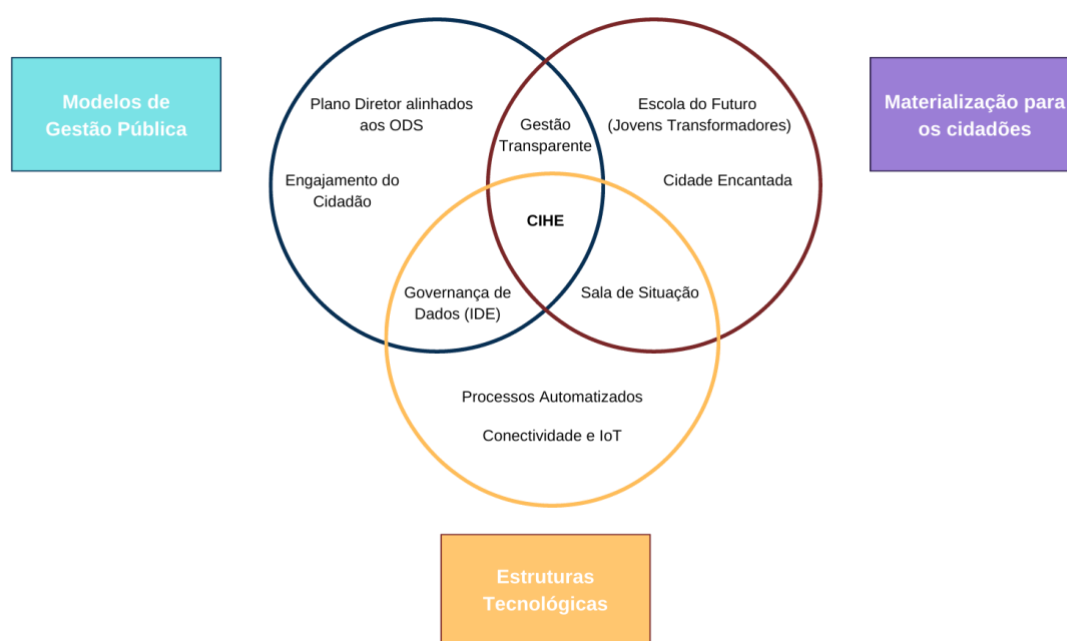 Modelos de
Gestão Pública
Plano Diretor alinhados
aos ODS
Engajamento do
Cidadão
Gestão
Transparente
Escola do Futuro
(Jovens Transformadores)
Cidade Encantada
Materialização para
os cidadões
CIHE
Governança de
Dados (IDE)
Sala de Situação
Processos Automatizados
Conectividade e IoT
Estruturas
Tecnológicas